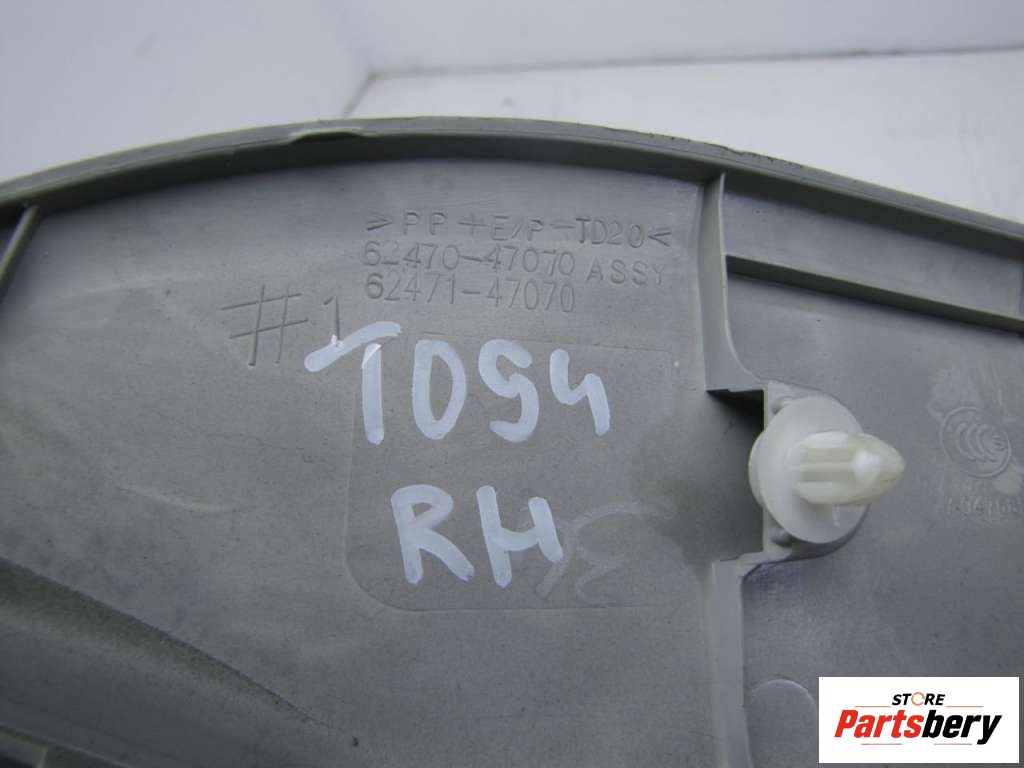 >PP+E/P-TD20<
62470-47070 ASSY
62471-47070
#1
T094
RH
STORE
Partsbery